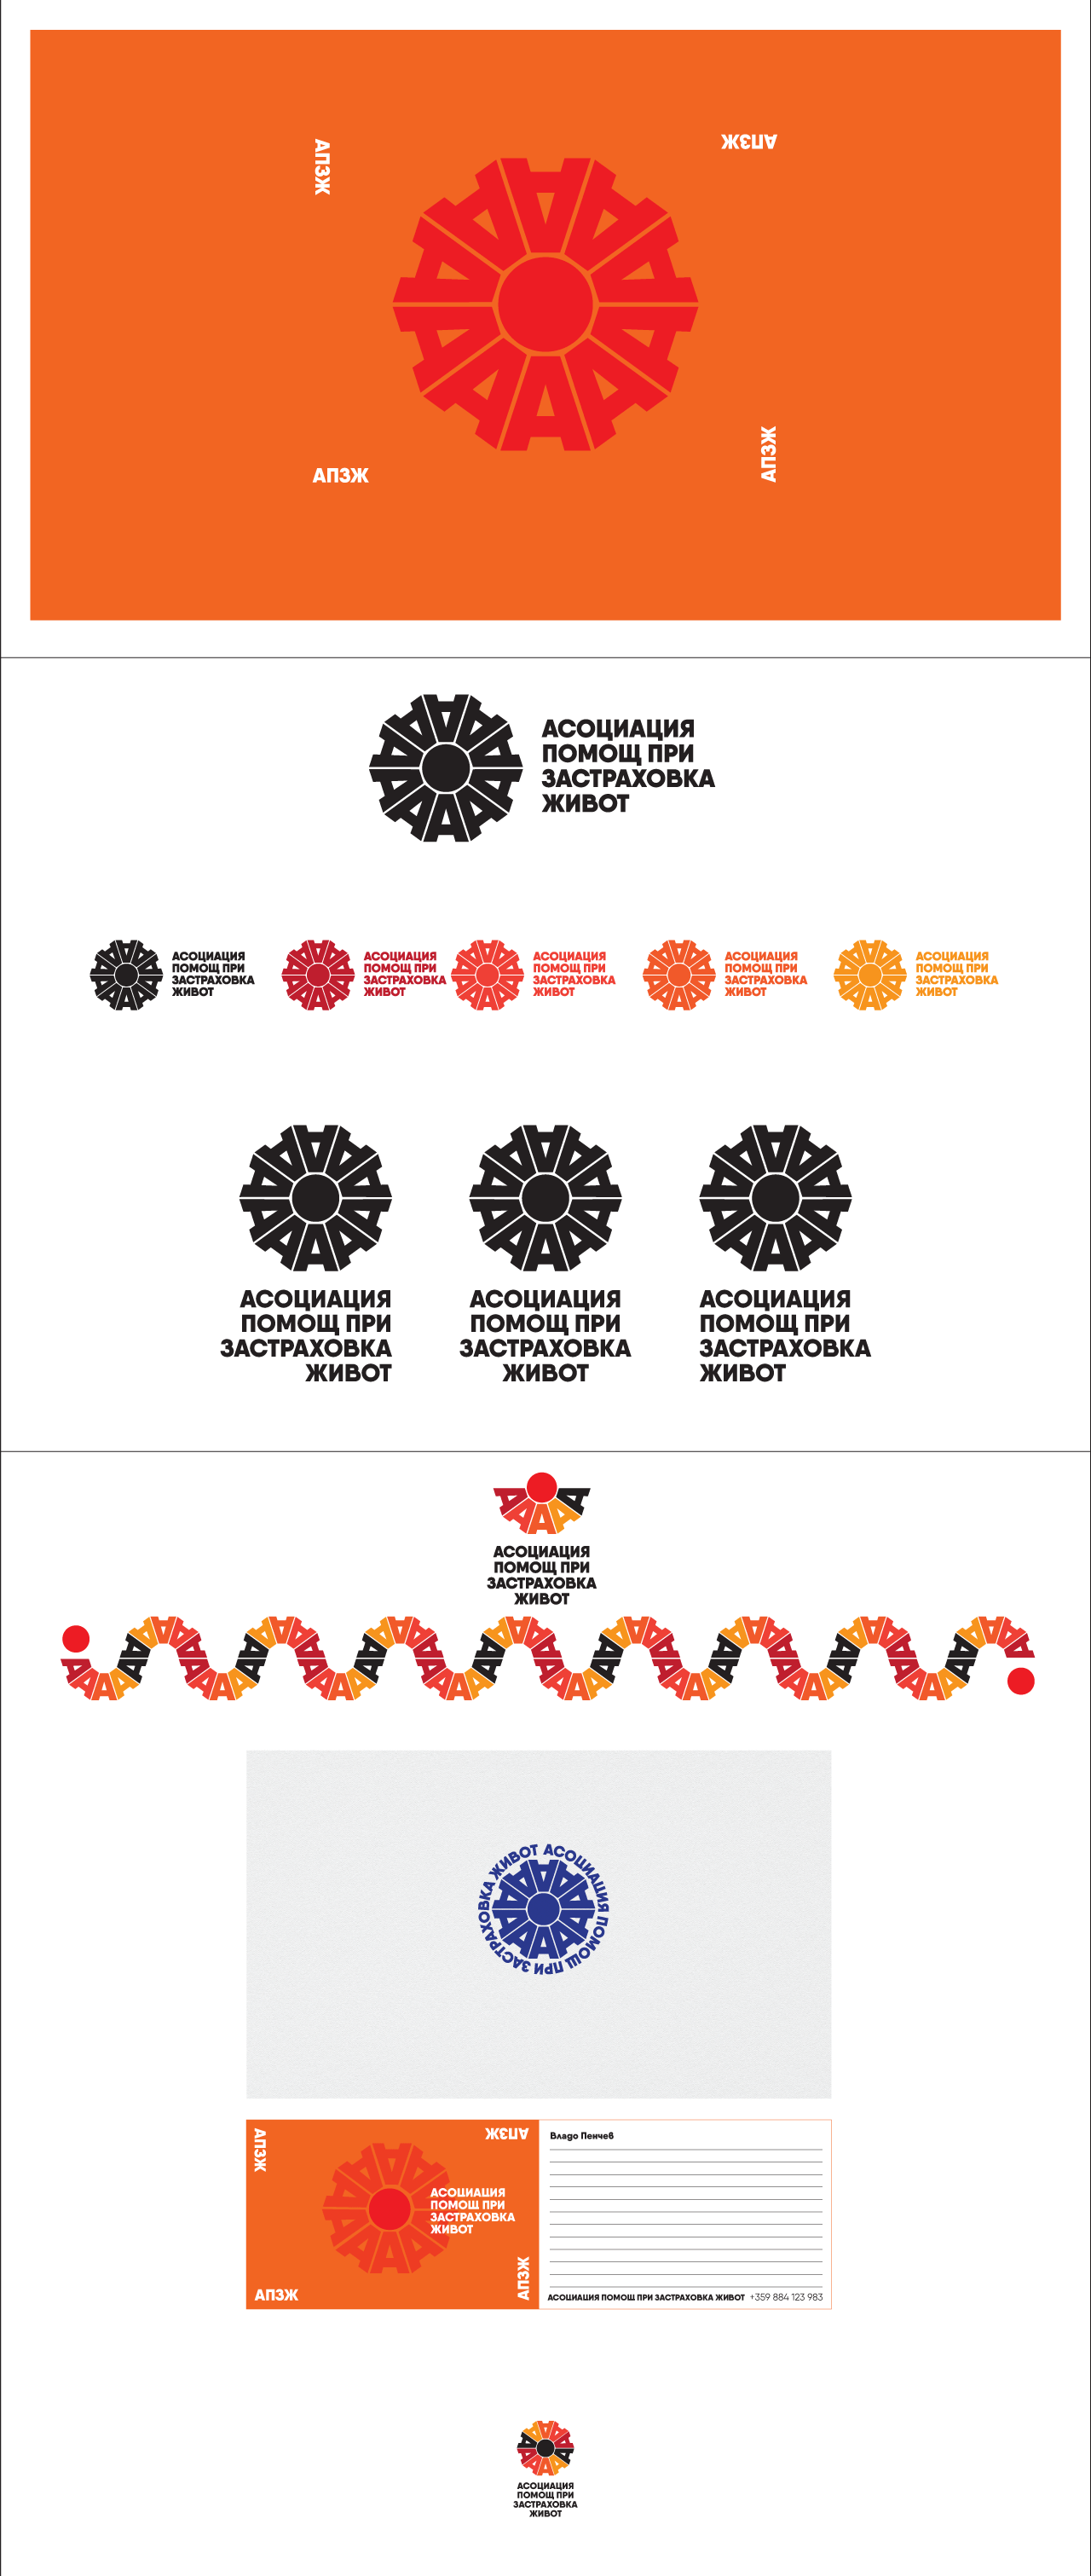 АПЗЖ
АПЗЖ
АПЗЖ
АПЗЖ
АСОЦИАЦИЯ
ПОМОЩ ПРИ
ЗАСТРАХОВКА
ЖИВОТ
АСОЦИАЦИЯ
ПОМОЩ ПРИ
ЗАСТРАХОВКА
ЖИВОТ
АСОЦИАЦИЯ
ПОМОЩ ПРИ
ЗАСТРАХОВКА
ЖИВОТ
АСОЦИАЦИЯ
ПОМОЩ ПРИ
ЗАСТРАХОВКА
ЖИВОТ
АСОЦИАЦИЯ
ПОМОЩ ПРИ
ЗАСТРАХОВКА
ЖИВОТ
АСОЦИАЦИЯ
ПОМОЩ ПРИ
ЗАСТРАХОВКА
ЖИВОТ
АСОЦИАЦИЯ
ПОМОЩ ПРИ
ЗАСТРАХОВКА
ЖИВОТ
АСОЦИАЦИЯ
ПОМОЩ ПРИ
ЗАСТРАХОВКА
ЖИВОТ
АСОЦИАЦИЯ
ПОМОЩ ПРИ
ЗАСТРАХОВКА
ЖИВОТ
АСОЦИАЦИЯ
ПОМОЩ ПРИ
ЗАСТРАХОВКА
ЖИВОТ
АСОЦИАЦИЯ ПОМОЩ ПРИ ЗАСТРАХОВКА ЖИВОТ
АПЗЖ
АПЗЖ
АСОЦИАЦИЯ
ПОМОЩ ПРИ
ЗАСТРАХОВКА
ЖИВОТ
АПЗЖ
АПЗЖ
Владо Пенчев
АСОЦИАЦИЯ ПОМОЩ ПРИ ЗАСТРАХОВКА ЖИВОТ +359 884 123 983
АСОЦИАЦИЯ
ПОМОЩ ПРИ
ЗАСТРАХОВКА
ЖИВОТ